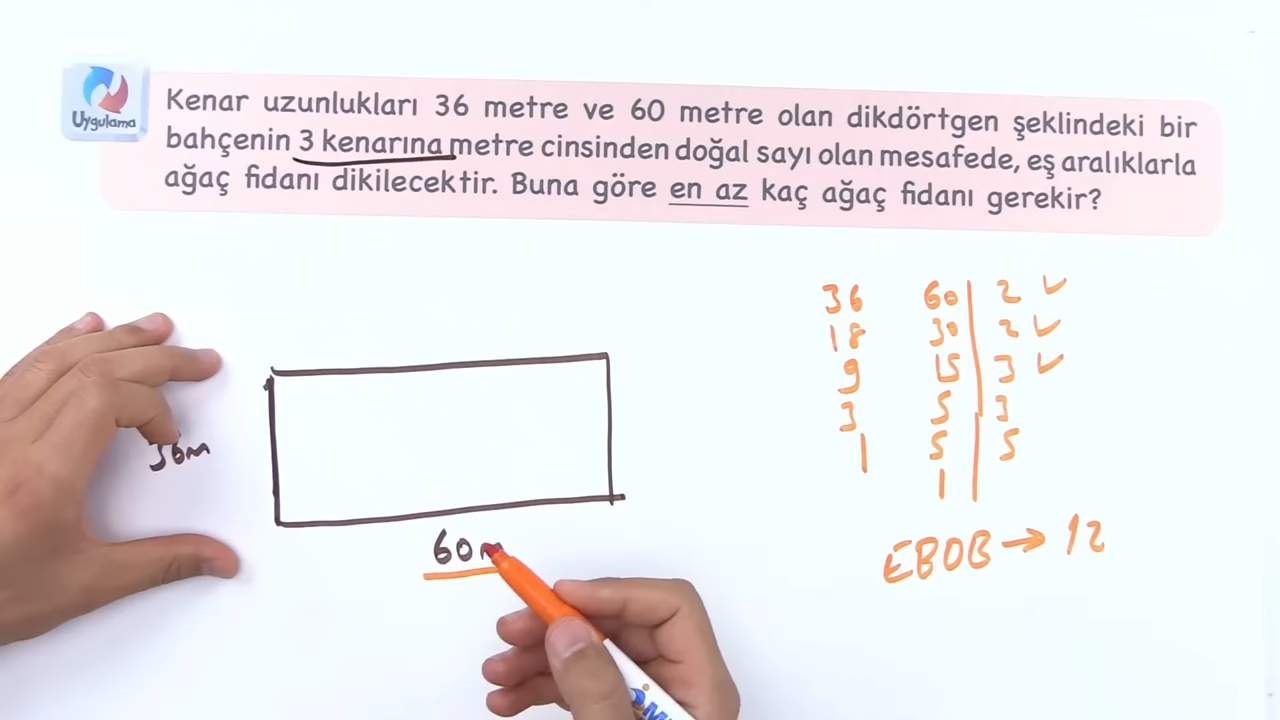 Uygulama
Kenar uzunlukları 36 metre ve 60 metre olan dikdörtgen şeklindeki bir
bahçenin 3 kenarına metre cinsinden doğal sayı olan mesafede, eş aralıklarla
ağaç fidanı dikilecektir. Buna göre en az kaç ağaç fidanı gerekir?
36 60 2 ✓
18 30 2 ✓
9 15 3 ✓
3 5 3
1 5 5
1
36m
60m
EBOB → 12